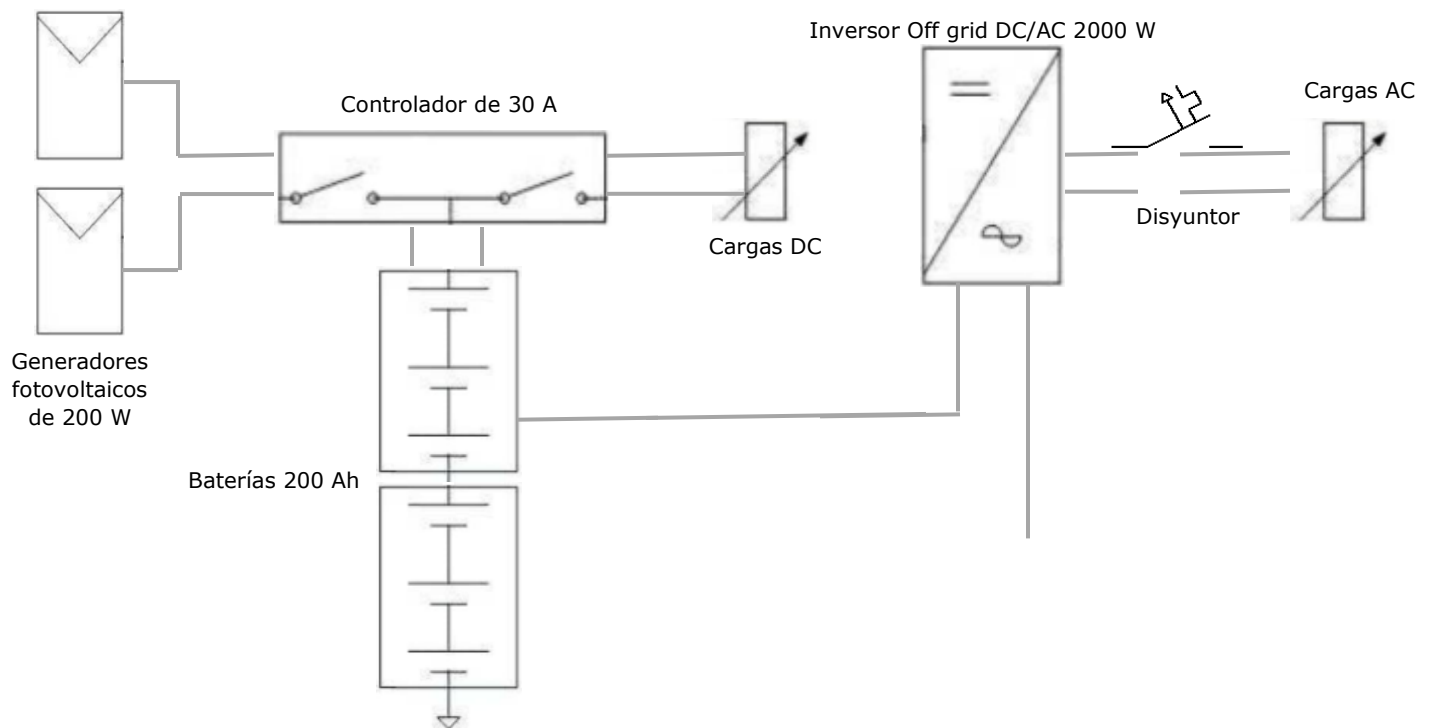 Inversor Off grid DC/AC 2000 W
Controlador de 30 A
Cargas AC
Disyuntor
Cargas DC
Generadores
fotovoltaicos
de 200 W
Baterías 200 Ah